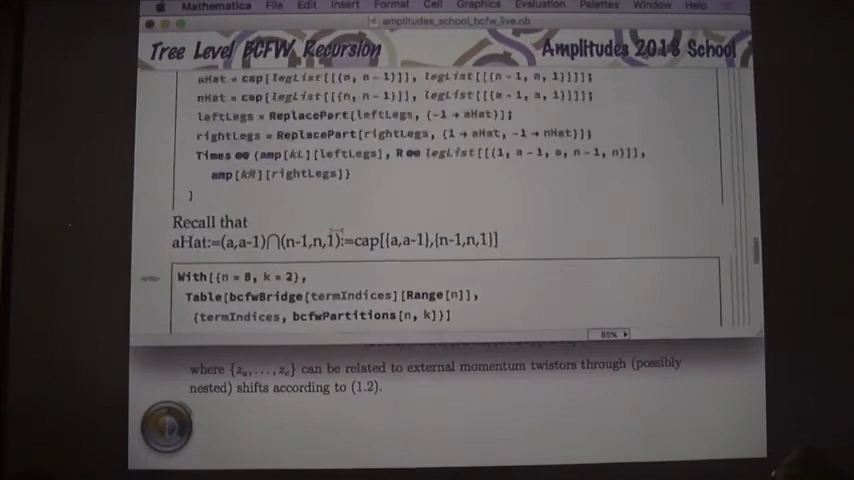 Mathematica File Edit Insert Format Cell Graphics Evaluation Palettes Window Help
amplitudes_school_bcfw_live.nb
Tree Level BCFW Recursion
Amplitudes 2018 School
aHat = cap[legList[[{a, a-1}]], legList[[{n-1, n, 1}]]];
nHat = cap[legList[[{n, n-1}]], legList[[{a-1, a, 1}]]];
leftLegs = ReplacePart[leftLegs, {-1 → aHat}];
rightLegs = ReplacePart[rightLegs, {1 → aHat, -1 → nHat}];
Times @@ {amp[kL][leftLegs], R @@ legList[[{1, a-1, a, n-1, n}]],
amp[kR][rightLegs]}
]
Recall that
aHat:=(a,a-1)⋂(n-1,n,1):=cap[{a,a-1},{n-1,n,1}]
With[{n = 8, k = 2},
Table[bcfwBridge[termIndices][Range[n]],
{termIndices, bcfwPartitions[n, k]}]]
85%
where {z_a,...,z_c} can be related to external momentum twistors through (possibly
nested) shifts according to (1.2).